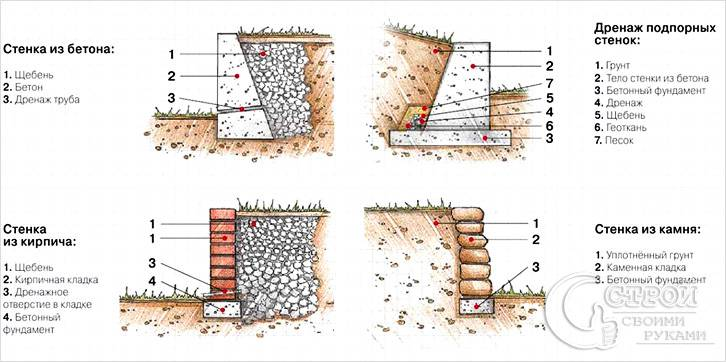 Стенка из бетона:
1. Щебень
2. Бетон
3. Дренаж труба
1
2
3
Дренаж подпорных
стенок:
1. Грунт
2. Тело стенки из бетона
3. Бетонный фундамент
4. Дренаж
5. Щебень
6. Геоткань
7. Песок
1
2
7
5
4
6
3
Стенка
из кирпича:
1. Щебень
2. Кирпичная кладка
3. Дренажное
отверстие в кладке
4. Бетонный
фундамент
1
1
3
4
Стенка из камня:
1. Уплотнённый грунт
2. Каменная кладка
3. Бетонный фундамент
1
2
3
СТРОЙ
СВОИМИ
РУКАМИ